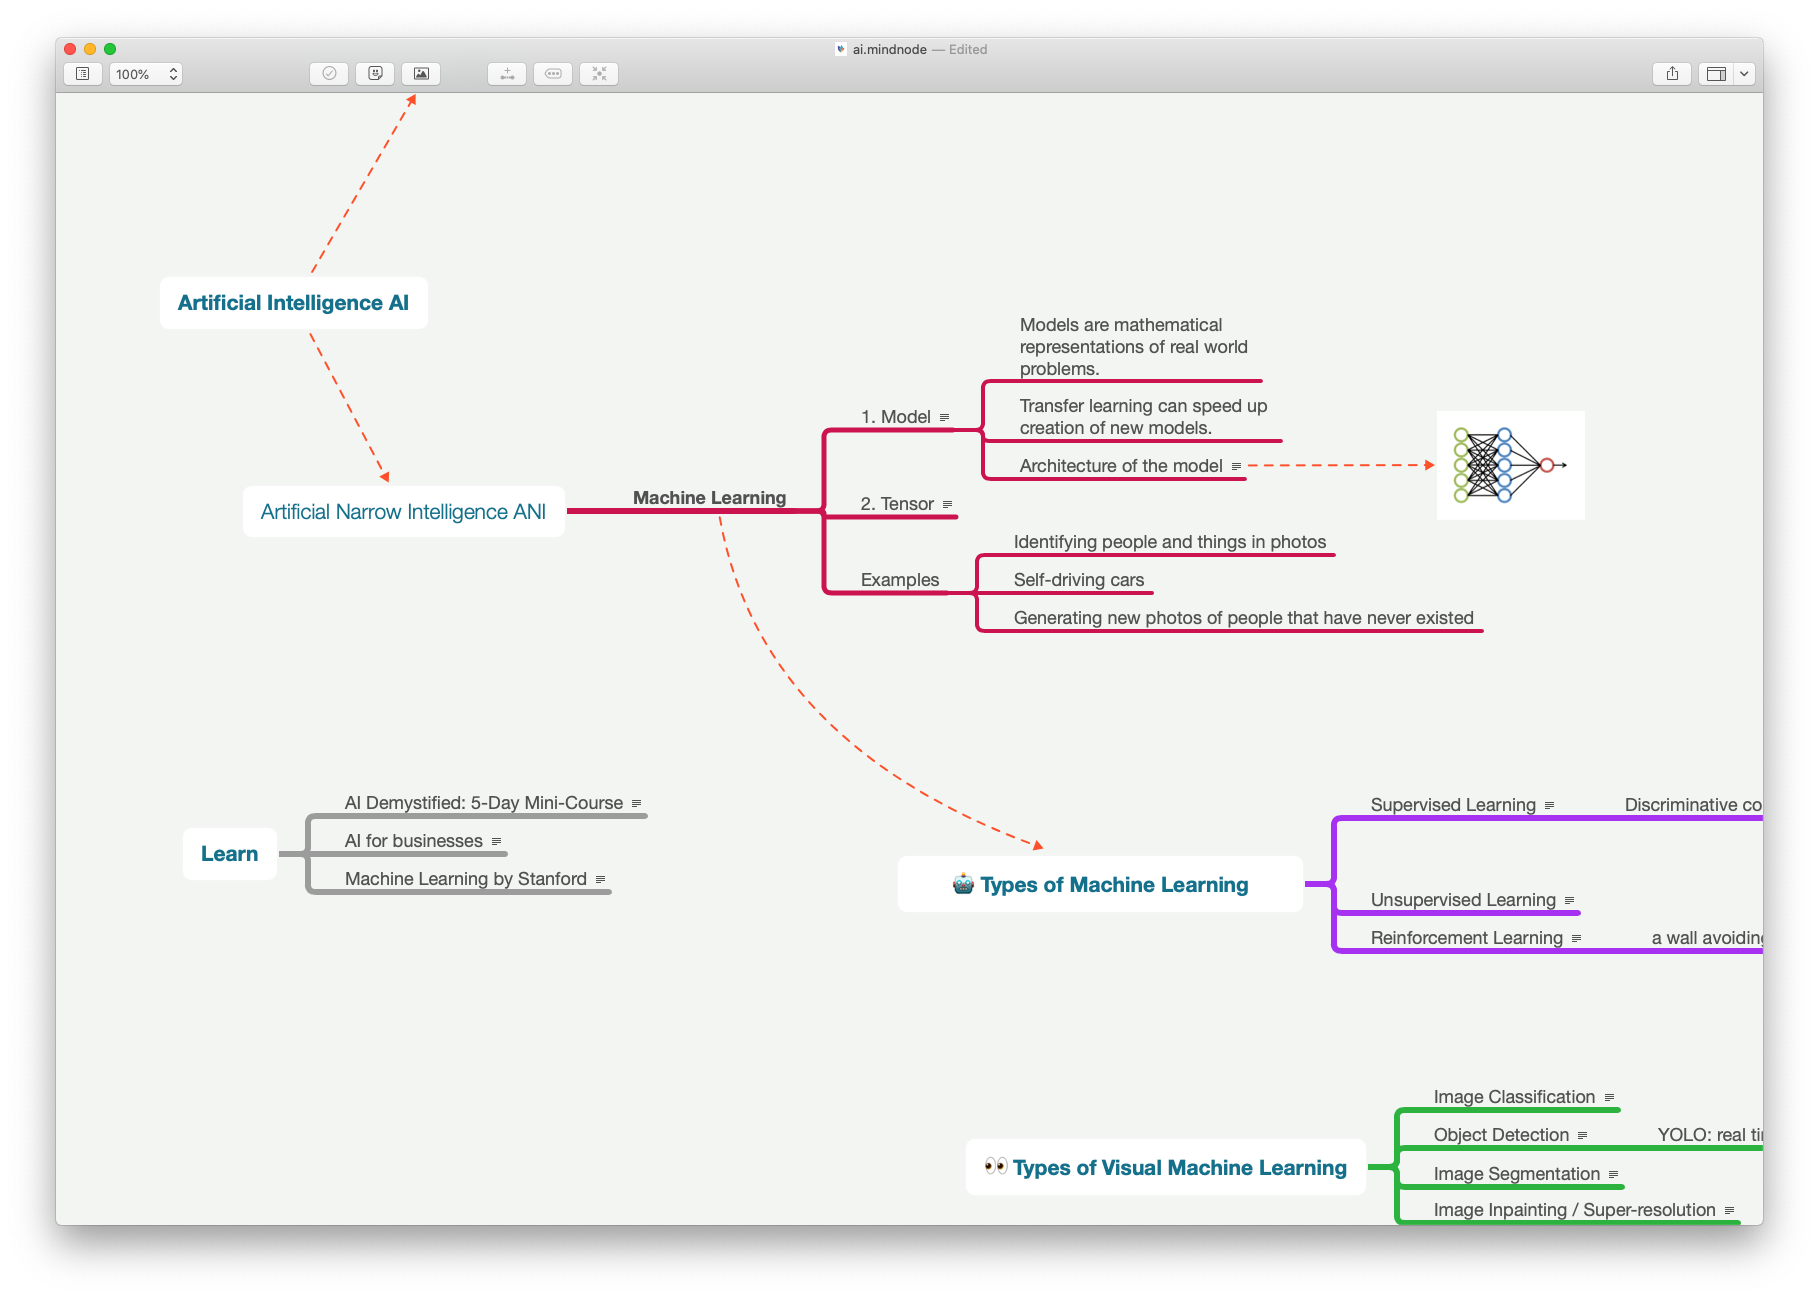 ai.mindnode — Edited
100%
Artificial Intelligence AI
Models are mathematical
representations of real world
problems.
1. Model
Transfer learning can speed up
creation of new models.
Architecture of the model
Machine Learning
2. Tensor
Artificial Narrow Intelligence ANI
Identifying people and things in photos
Examples
Self-driving cars
Generating new photos of people that have never existed
AI Demystified: 5-Day Mini-Course
AI for businesses
Learn
Machine Learning by Stanford
Supervised Learning
Discriminative co
Types of Machine Learning
Unsupervised Learning
Reinforcement Learning
a wall avoiding
Image Classification
Object Detection
YOLO: real ti
Types of Visual Machine Learning
Image Segmentation
Image Inpainting / Super-resolution